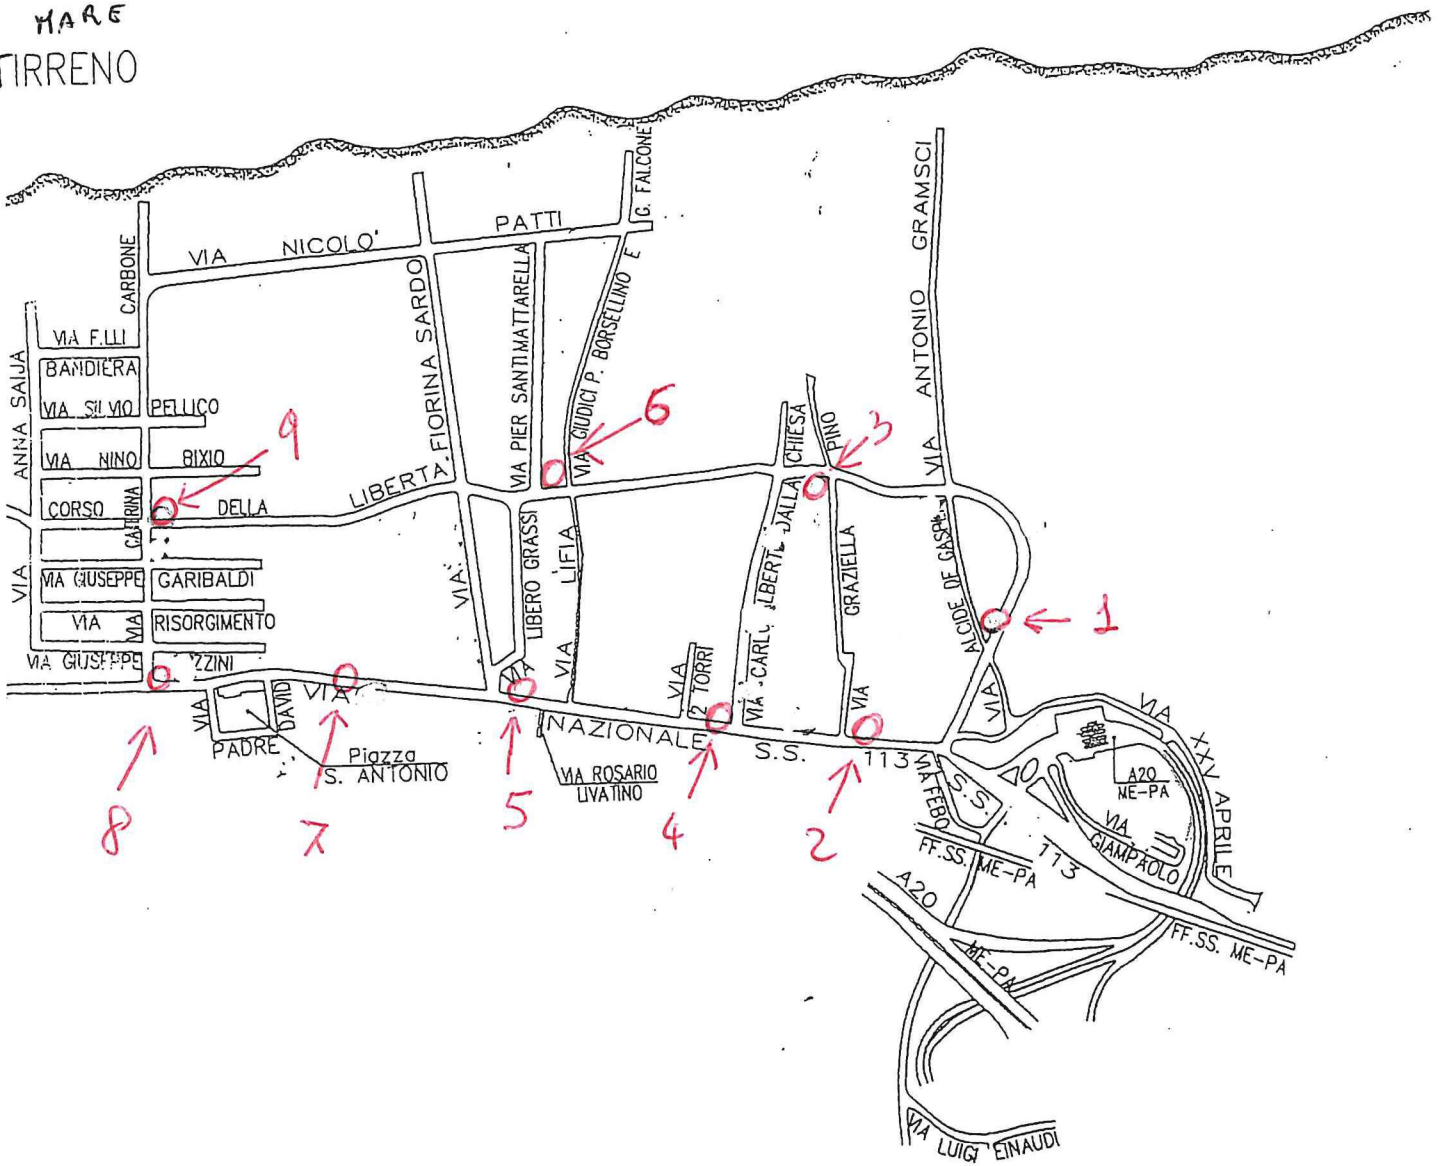 MARE
TIRRENO
VIA NICOLO' PATTI
G. FALCONE
VIA GIUDICI P. BORSELLINO E
VIA PIER SANTI MATTARELLA
VIA FIORINA SARDO
CARBONE
VIA ANTONIO GRAMSCI
VIA F.LLI
BANDIERA
VIA SILVIO PELLICO
VIA NINO BIXIO
CORSO DELLA LIBERTA'
VIA ANNA SAIJA
CATERINA
VIA
VIA GIUSEPPE GARIBALDI
VIA RISORGIMENTO
VIA GIUSEPPE ZZINI
9
6
3
1
CHIESA
PINO
DALLA
LBERT
VIA CARL
VIA GRAZIELLA
ALCIDE DE GASPE
VIA LIBERO GRASSI
VIA LIFIA
VIA
2 TORRI
VIA NAZIONALE S.S. 113
VIA
PADRE
DAVID
Piazza
S. ANTONIO
VIA ROSARIO
LIVATINO
8
7
5
4
2
VIA
VIA XXV APRILE
A20
ME-PA
VIA
GIAMPAOLO
VIA FEBO
S.S. 113
FF.SS. ME-PA
A20 ME-PA
FF.SS. ME-PA
VIA LUIGI EINAUDI